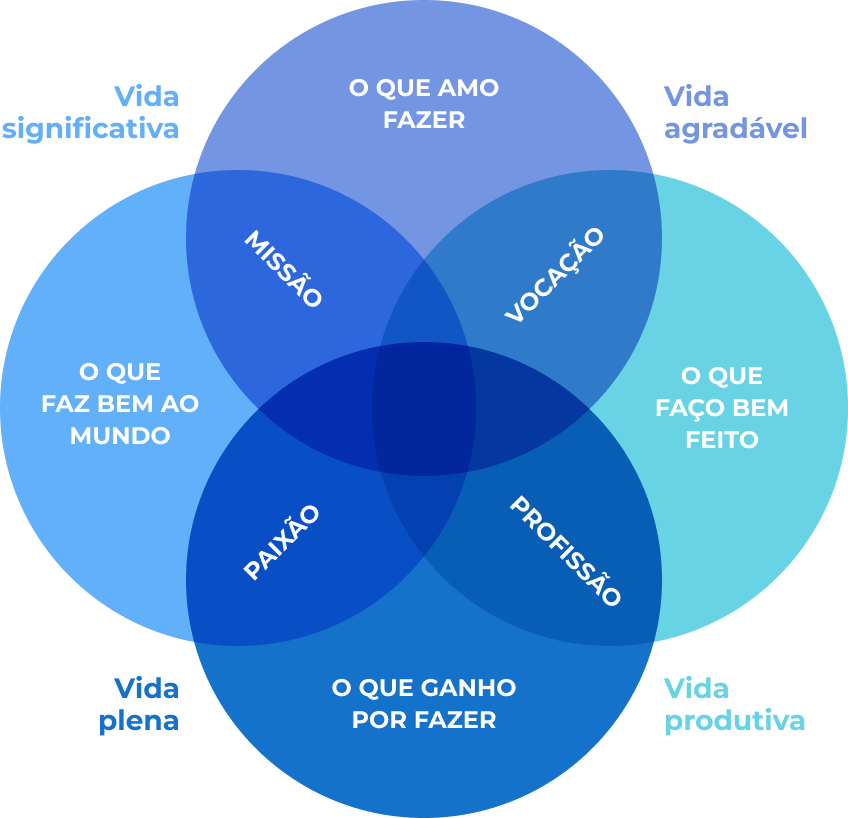 O QUE AMO
FAZER
Vida
significativa
Vida
agradável
MISSÃO
VOCAÇÃO
O QUE
FAZ BEM AO
MUNDO
O QUE
FAÇO BEM
FEITO
PAIXÃO
PROFISSÃO
O QUE GANHO
POR FAZER
Vida
plena
Vida
produtiva